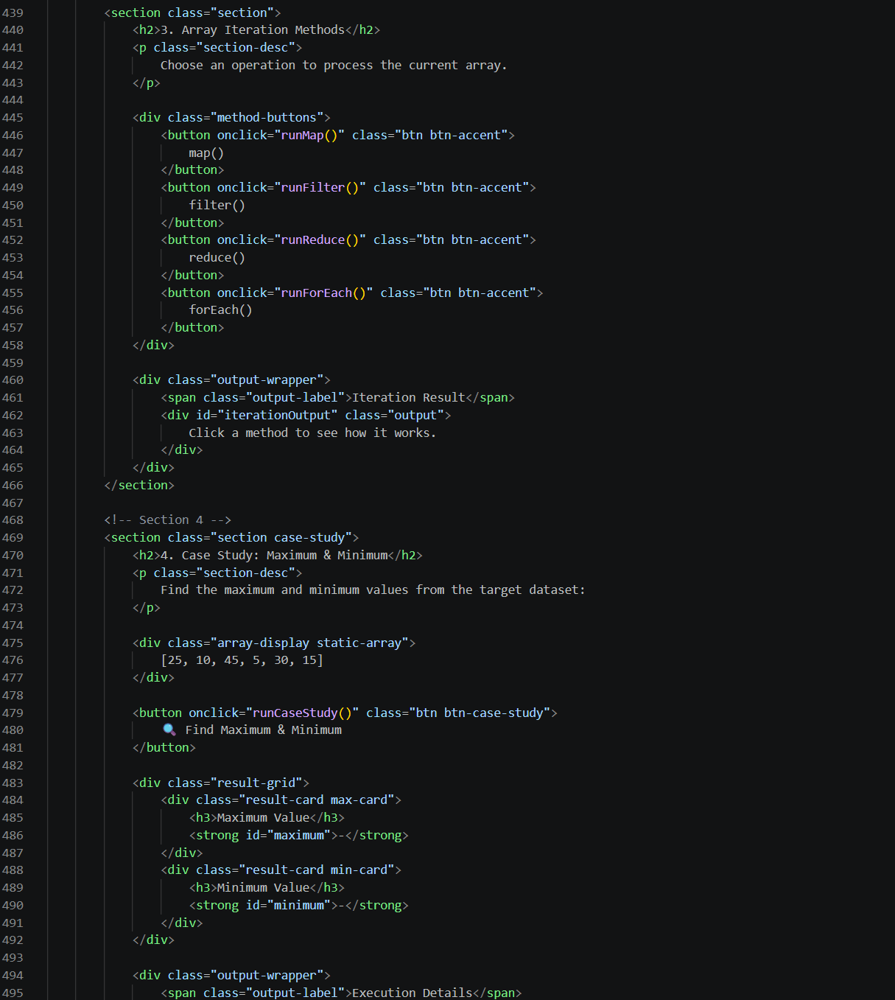 439 <section class="section">
440 <h2>3. Array Iteration Methods</h2>
441 <p class="section-desc">
442 Choose an operation to process the current array.
443 </p>
444
445 <div class="method-buttons">
446 <button onclick="runMap()" class="btn btn-accent">
447 map()
448 </button>
449 <button onclick="runFilter()" class="btn btn-accent">
450 filter()
451 </button>
452 <button onclick="runReduce()" class="btn btn-accent">
453 reduce()
454 </button>
455 <button onclick="runForEach()" class="btn btn-accent">
456 forEach()
457 </button>
458 </div>
459
460 <div class="output-wrapper">
461 <span class="output-label">Iteration Result</span>
462 <div id="iterationOutput" class="output">
463 Click a method to see how it works.
464 </div>
465 </div>
466 </section>
467
468 <!-- Section 4 -->
469 <section class="section case-study">
470 <h2>4. Case Study: Maximum & Minimum</h2>
471 <p class="section-desc">
472 Find the maximum and minimum values from the target dataset:
473 </p>
474
475 <div class="array-display static-array">
476 [25, 10, 45, 5, 30, 15]
477 </div>
478
479 <button onclick="runCaseStudy()" class="btn btn-case-study">
480 🔍 Find Maximum & Minimum
481 </button>
482
483 <div class="result-grid">
484 <div class="result-card max-card">
485 <h3>Maximum Value</h3>
486 <strong id="maximum">-</strong>
487 </div>
488 <div class="result-card min-card">
489 <h3>Minimum Value</h3>
490 <strong id="minimum">-</strong>
491 </div>
492 </div>
493
494 <div class="output-wrapper">
495 <span class="output-label">Execution Details</span>